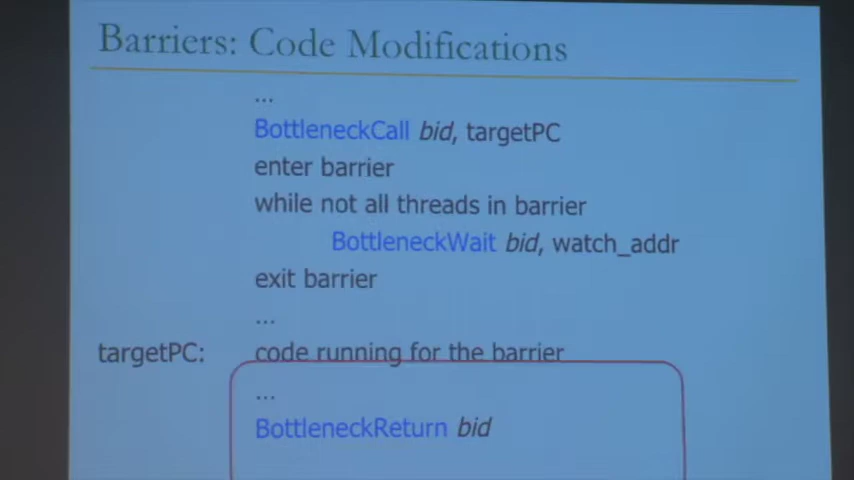 Barriers: Code Modifications
...
BottleneckCall bid, targetPC
enter barrier
while not all threads in barrier
BottleneckWait bid, watch_addr
exit barrier
...
targetPC: code running for the barrier
...
BottleneckReturn bid